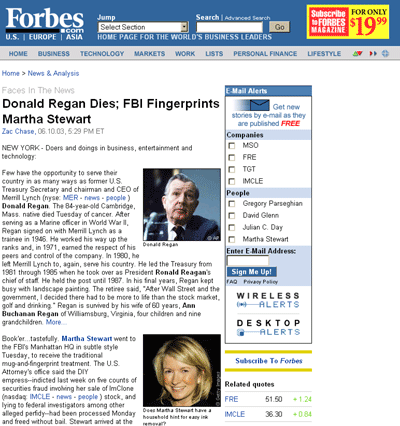 Forbes
.com
U.S. | EUROPE | ASIA
Jump
Select Section
Search | Advanced Search
Go
HOME PAGE FOR THE WORLD'S BUSINESS LEADERS
Subscribe
to FORBES
MAGAZINE
FOR ONLY
$19.99
HOME BUSINESS TECHNOLOGY MARKETS WORK LISTS PERSONAL FINANCE LIFESTYLE
Home > News & Analysis
Faces In The News
Donald Regan Dies; FBI Fingerprints
Martha Stewart
Zac Chase, 06.10.03, 5:29 PM ET
NEW YORK - Doers and doings in business, entertainment and
technology:
Few have the opportunity to serve their
country in as many ways as former U.S.
Treasury Secretary and chairman and CEO of
Merrill Lynch (nyse: MER - news - people )
Donald Regan. The 84-year-old Cambridge,
Mass. native died Tuesday of cancer. After
serving as a Marine officer in World War II,
Regan signed on with Merrill Lynch as a
trainee in 1946. He worked his way up the
ranks and, in 1971, earned the respect of his
peers and control of the company. In 1980, he
left Merrill to, again, serve his country. He led the Treasury from
1981 through 1985 when he took over as President Ronald Reagan's
chief of staff. He held the post until 1987. In his final years, Regan kept
busy with landscape painting. The retiree said, "After Wall Street and the
government, I decided there had to be more to life than the stock market,
golf and drinking." Regan is survived by his wife of 60 years, Ann
Buchanan Regan of Williamsburg, Virginia, four children and nine
grandchildren. More...
© AP
Donald Regan
Book'er...tastefully. Martha Stewart went to
the FBI's Manhattan HQ in subtle style
Tuesday, to receive the traditional
mug-and-fingerprint treatment. The U.S.
Attorney's office said the DIY
empress--indicted last week on five counts of
securities fraud involving her sale of ImClone
(nasdaq: IMCLE - news - people ) stock, and
lying to federal investigators among other
alleged perfidy--had been processed Monday
and freed without bail. Stewart arrived at the
© Getty Images
Does Martha Stewart have a
household hint for easy ink
removal?
E-Mail Alerts
Get new
stories by e-mail as they
are published FREE
Companies
MSO
FRE
TGT
IMCLE
People
Gregory Parseghian
David Glenn
Julian C. Day
Martha Stewart
Enter E-Mail Address:
Sign Me Up!
FAQ Privacy Policy
WIRELESS
ALERTS
DESKTOP
ALERTS
Subscribe To Forbes
Related quotes
FRE 51.50 + 1.24
IMCLE 36.30 + 0.84